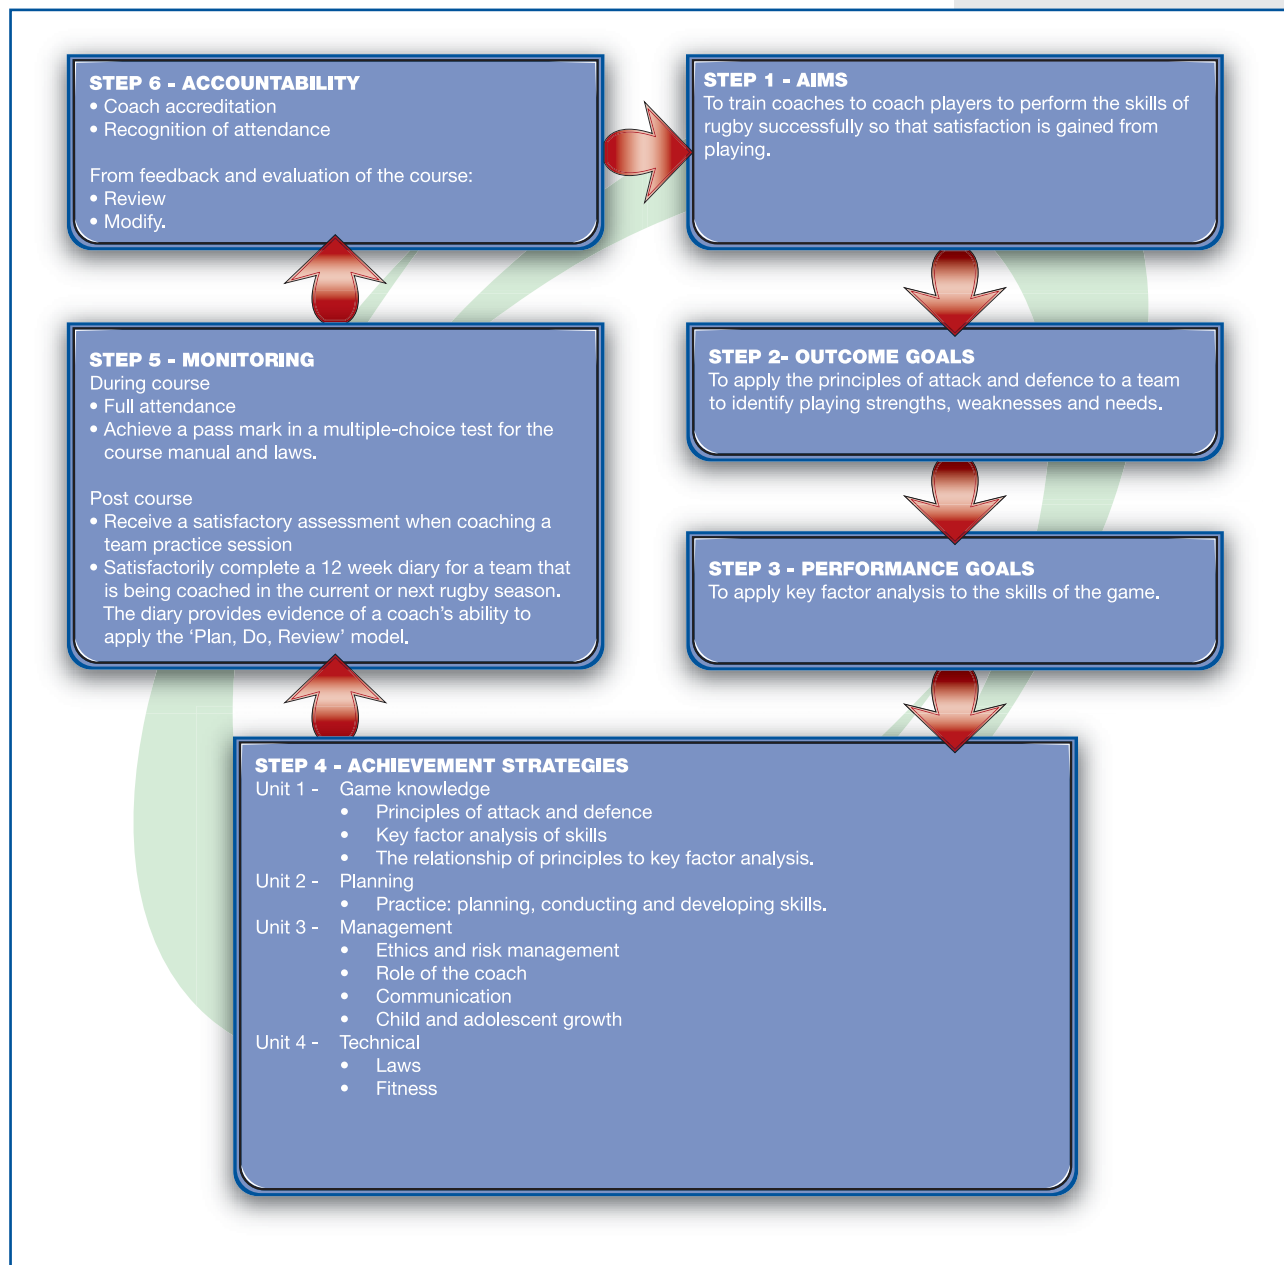 STEP 6 - ACCOUNTABILITY
• Coach accreditation
• Recognition of attendance
From feedback and evaluation of the course:
• Review
• Modify.
STEP 1 - AIMS
To train coaches to coach players to perform the skills of
rugby successfully so that satisfaction is gained from
playing.
STEP 5 - MONITORING
During course
• Full attendance
• Achieve a pass mark in a multiple-choice test for the
course manual and laws.
Post course
• Receive a satisfactory assessment when coaching a
team practice session
• Satisfactorily complete a 12 week diary for a team that
is being coached in the current or next rugby season.
The diary provides evidence of a coach's ability to
apply the 'Plan, Do, Review' model.
STEP 2- OUTCOME GOALS
To apply the principles of attack and defence to a team
to identify playing strengths, weaknesses and needs.
STEP 3 - PERFORMANCE GOALS
To apply key factor analysis to the skills of the game.
STEP 4 - ACHIEVEMENT STRATEGIES
Unit 1 - Game knowledge
• Principles of attack and defence
• Key factor analysis of skills
• The relationship of principles to key factor analysis.
Unit 2 - Planning
• Practice: planning, conducting and developing skills.
Unit 3 - Management
• Ethics and risk management
• Role of the coach
• Communication
• Child and adolescent growth
Unit 4 - Technical
• Laws
• Fitness